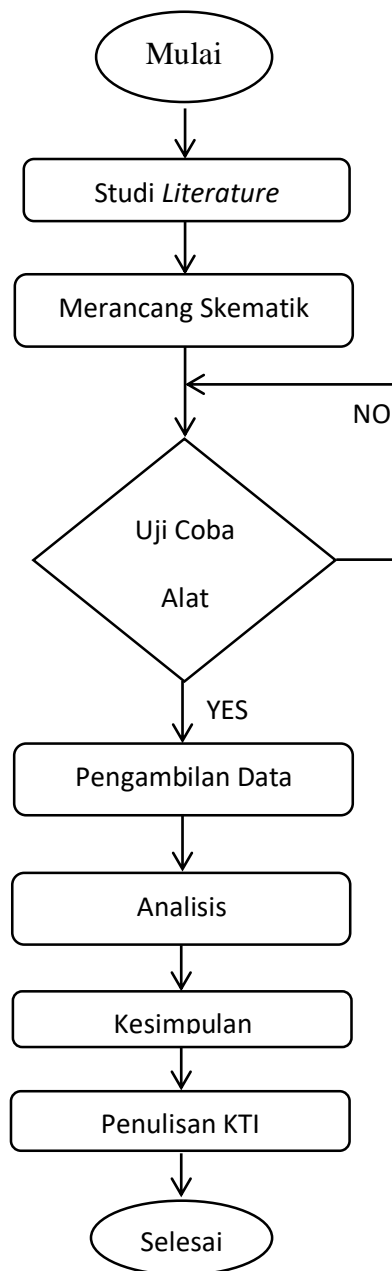 Mulai
Studi Literature
Merancang Skematik
NO
Uji Coba
Alat
YES
Pengambilan Data
Analisis
Kesimpulan
Penulisan KTI
Selesai